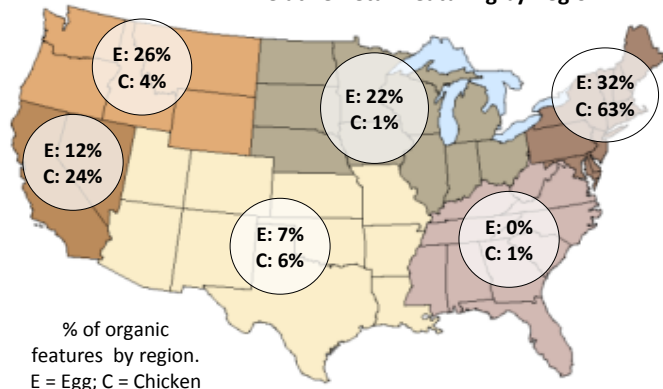 E: 26%
C: 4%
E: 22%
C: 1%
E: 32%
C: 63%
E: 12%
C: 24%
E: 7%
C: 6%
E: 0%
C: 1%
% of organic
features by region.
E = Egg; C = Chicken